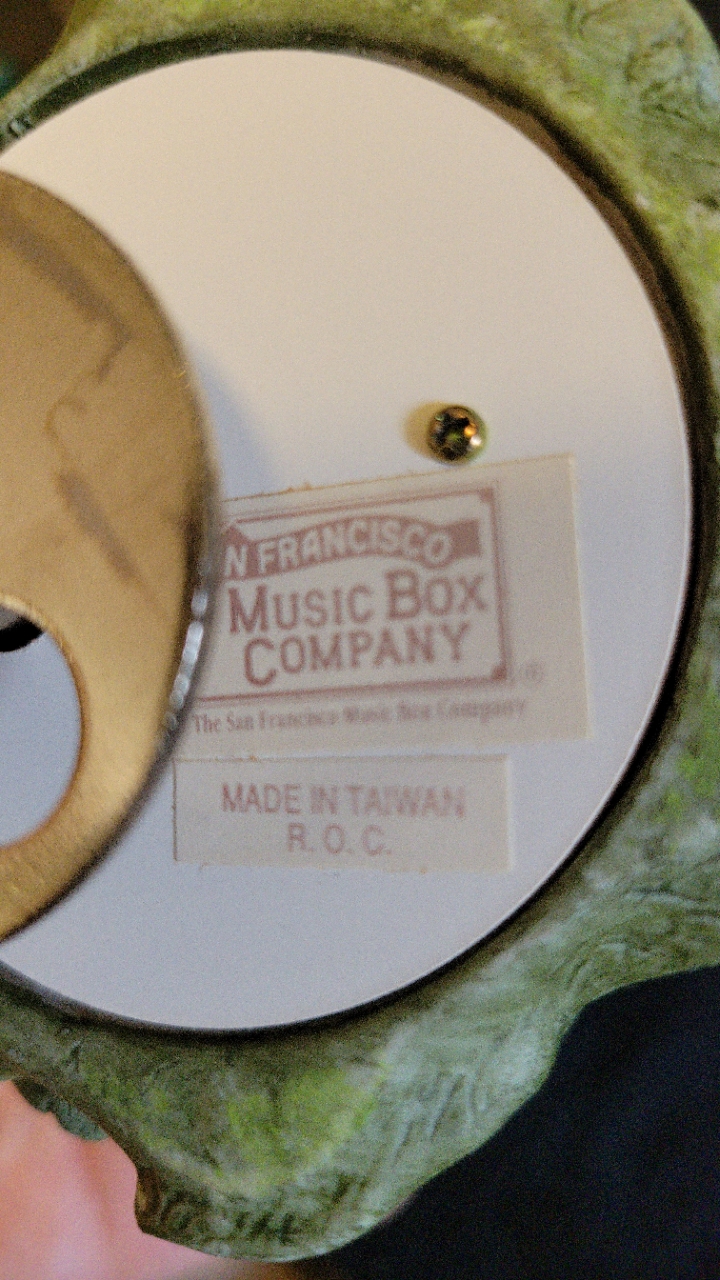 N FRANCISCO
MUSIC BOX
COMPANY
®
The San Francisco Music Box Company
MADE IN TAIWAN
R. O. C.